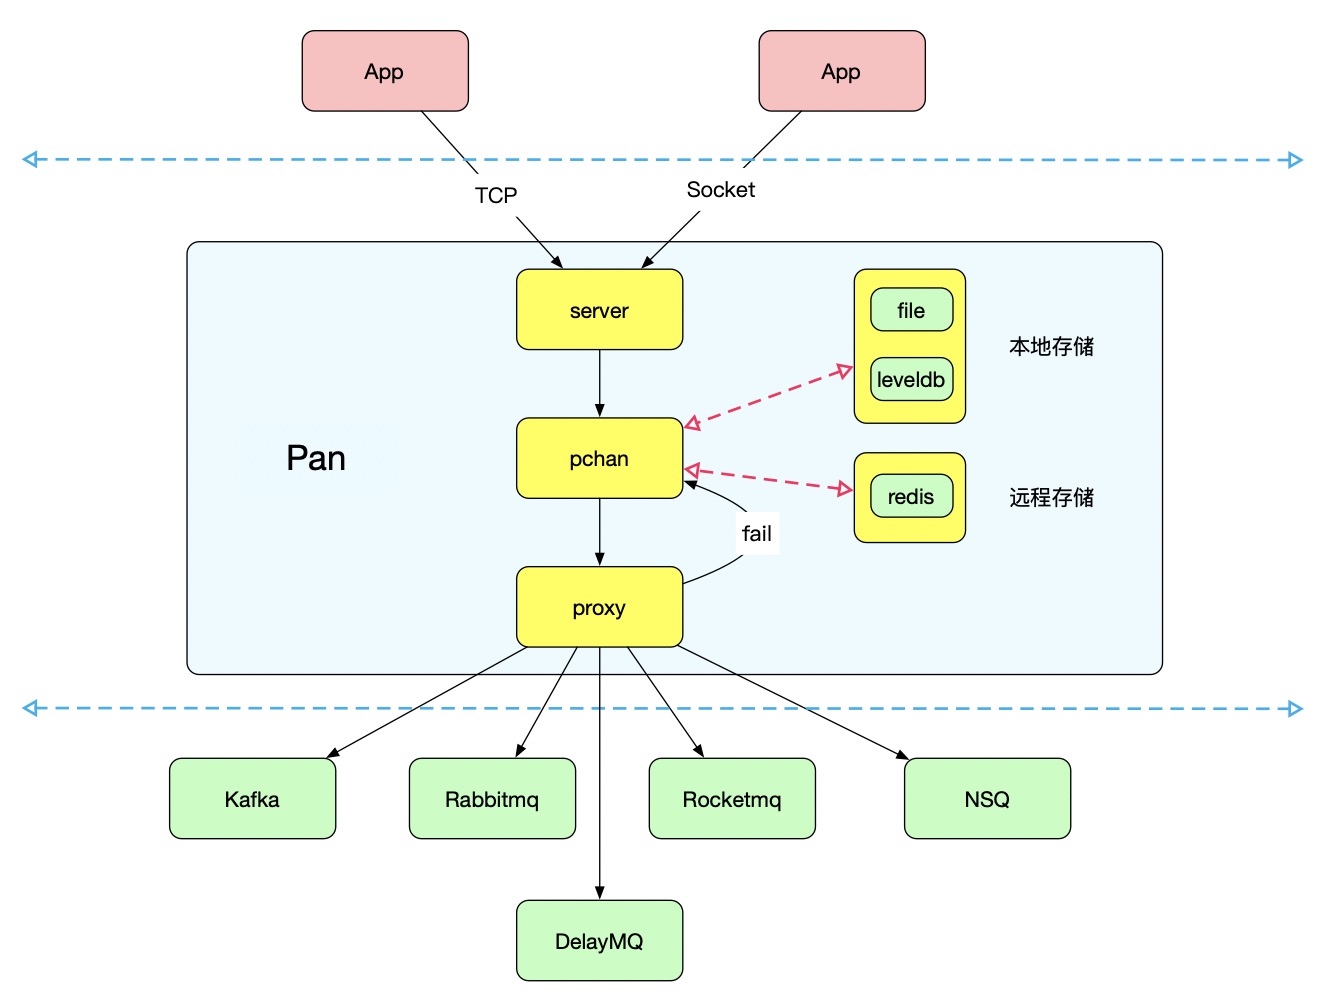 App
App
TCP
Socket
server
file
本地存储
leveldb
Pan
pchan
redis
远程存储
fail
proxy
Kafka
Rabbitmq
Rocketmq
NSQ
DelayMQ